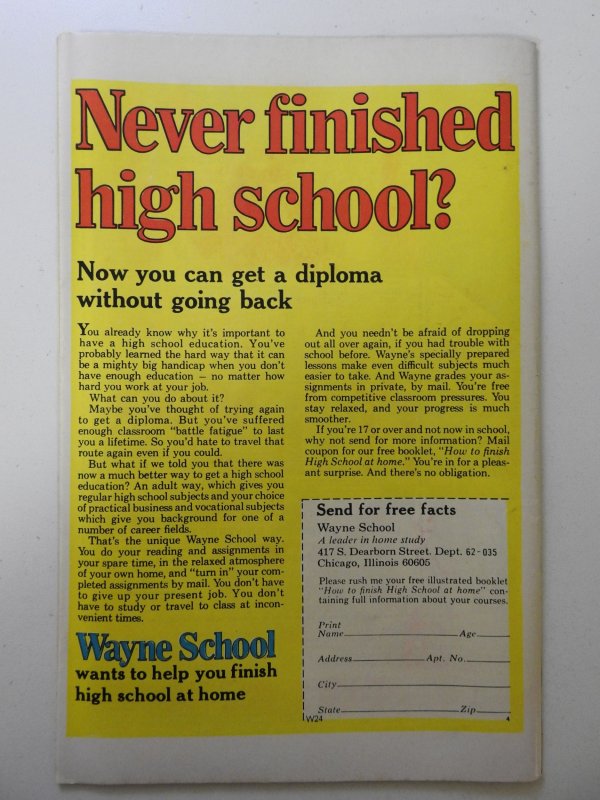 Never finished
high school?
Now you can get a diploma
without going back
You already know why it's important to
have a high school education. You've
probably learned the hard way that it can
be a mighty big handicap when you don't
have enough education — no matter how
hard you work at your job.
What can you do about it?
Maybe you've thought of trying again
to get a diploma. But you've suffered
enough classroom "battle fatigue" to last
you a lifetime. So you'd hate to travel that
route again even if you could.
But what if we told you that there was
now a much better way to get a high school
education? An adult way, which gives you
regular high school subjects and your choice
of practical business and vocational subjects
which give you background for one of a
number of career fields.
That's the unique Wayne School way.
You do your reading and assignments in
your spare time, in the relaxed atmosphere
of your own home, and "turn in" your com-
pleted assignments by mail. You don't have
to give up your present job. You don't
have to study or travel to class at incon-
venient times.
Wayne School
wants to help you finish
high school at home
And you needn't be afraid of dropping
out all over again, if you had trouble with
school before. Wayne's specially prepared
lessons make even difficult subjects much
easier to take. And Wayne grades your as-
signments in private, by mail. You're free
from competitive classroom pressures. You
stay relaxed, and your progress is much
smoother.
If you're 17 or over and not now in school,
why not send for more information? Mail
coupon for our free booklet, "How to finish
High School at home." You're in for a pleas-
ant surprise. And there's no obligation.
Send for free facts
Wayne School
A leader in home study
417 S. Dearborn Street. Dept. 62-035
Chicago, Illinois 60605
Please rush me your free illustrated booklet
"How to finish High School at home" con-
taining full information about your courses.
Print
Name Age
Address Apt. No.
City
State Zip
W24 4